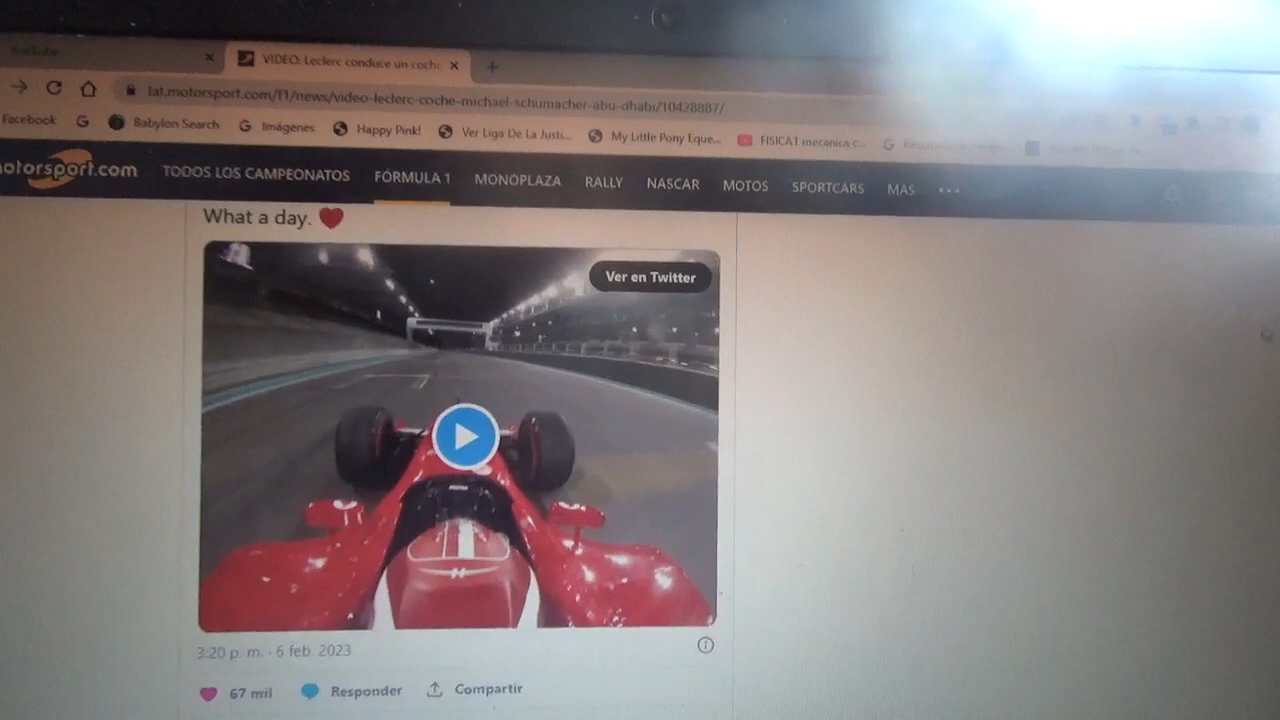 YouTube
VIDEO: Leclerc conduce un coche
lat.motorsport.com/f1/news/video-leclerc-coche-michael-schumacher-abu-dhabi/10428887/
Facebook
Babylon Search
Imágenes
Happy Pink!
Ver Liga De La Justi...
My Little Pony Eque...
FISICA1 mecanica c...
motorsport.com
TODOS LOS CAMPEONATOS
FÓRMULA 1
MONOPLAZA
RALLY
NASCAR
MOTOS
SPORTCARS
MÁS
What a day. ❤️
Ver en Twitter
3:20 p. m. · 6 feb. 2023
67 mil
Responder
Compartir